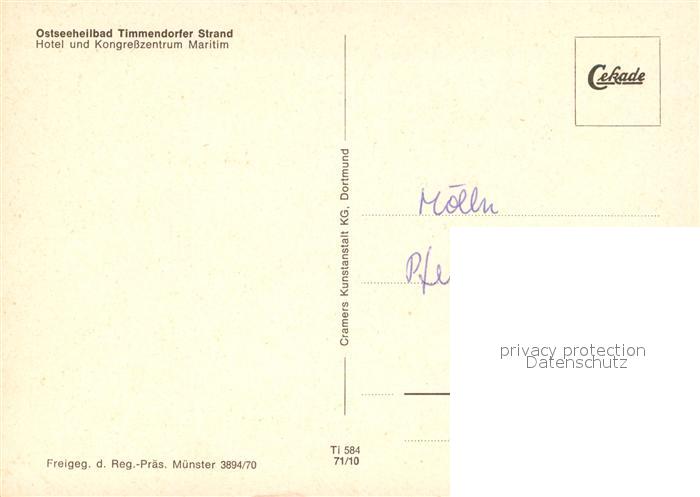 Ostseeheilbad Timmendorfer Strand
Hotel und Kongreßzentrum Maritim
Cekade
Cramers Kunstanstalt KG, Dortmund
Mölln
privacy protection
Datenschutz
Freigeg. d. Reg.-Präs. Münster 3894/70
Ti 584
71/10